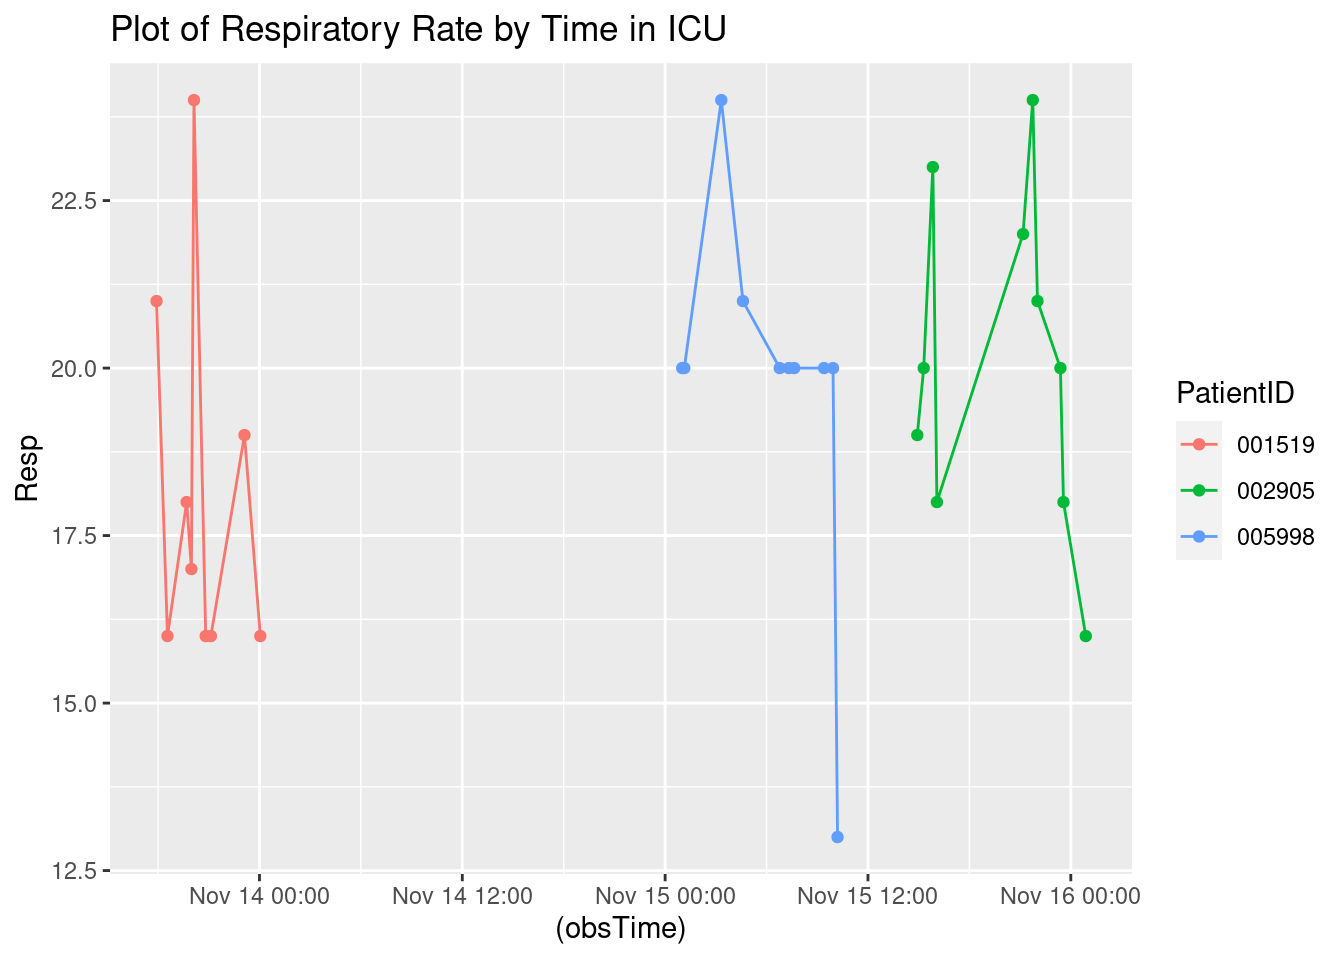 Plot of Respiratory Rate by Time in ICU
Resp
22.5
20.0
17.5
15.0
12.5
Nov 14 00:00
Nov 14 12:00
Nov 15 00:00
Nov 15 12:00
Nov 16 00:00
(obsTime)
PatientID
001519
002905
005998